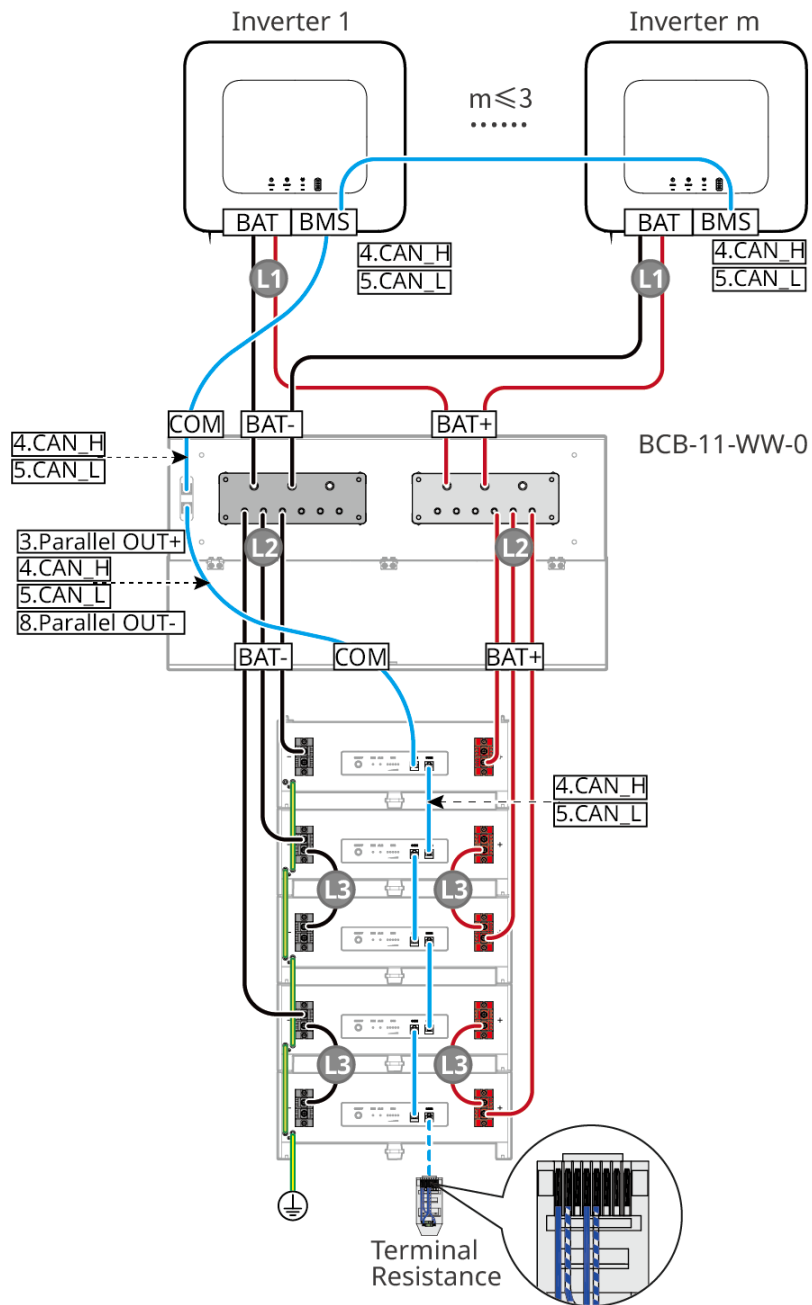 Inverter 1
Inverter m
m⩽3
......
BAT
BMS
BAT
BMS
4.CAN_H
5.CAN_L
4.CAN_H
5.CAN_L
L1
L1
COM
BAT-
BAT+
BCB-11-WW-0
4.CAN_H
5.CAN_L
3.Parallel OUT+
4.CAN_H
5.CAN_L
8.Parallel OUT-
L2
L2
BAT-
COM
BAT+
4.CAN_H
5.CAN_L
L3
L3
L3
L3
Terminal
Resistance